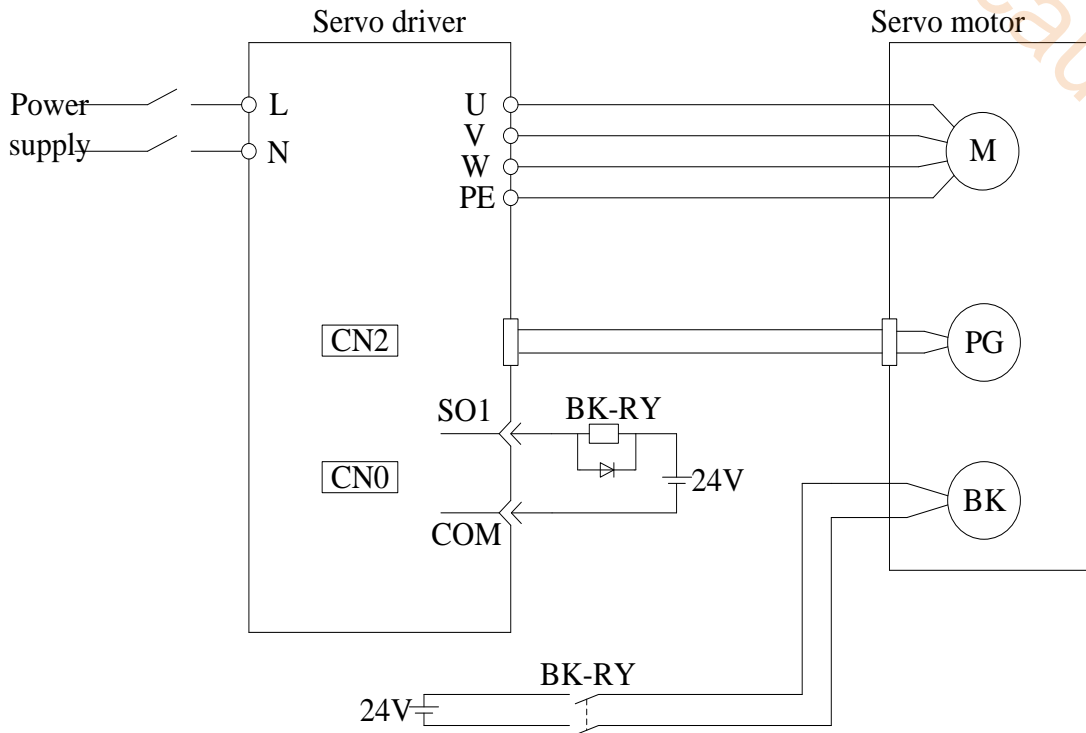 Servo driver
Servo motor
Power
supply
L
N
U
V
W
PE
M
CN2
PG
SO1
BK-RY
CN0
24V
COM
BK
BK-RY
24V